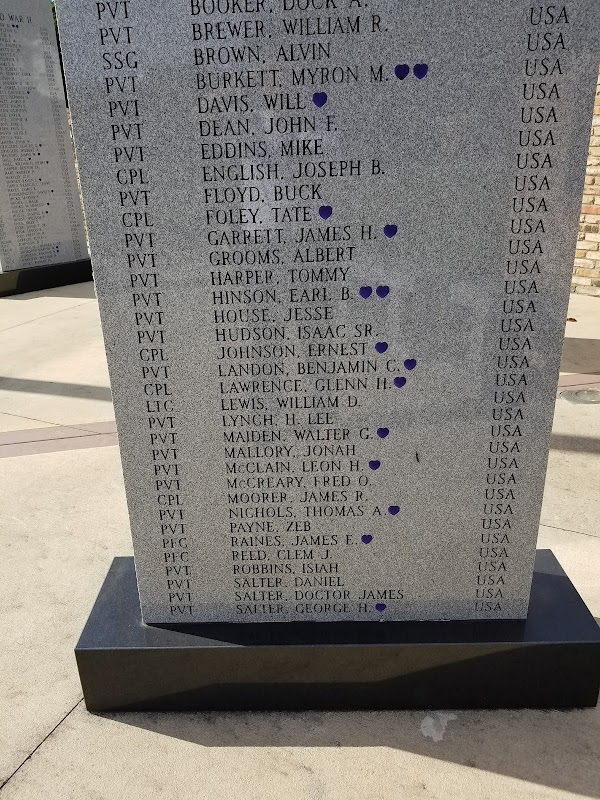 PVT BOOKER, DOCK A.
PVT BREWER, WILLIAM R. USA
SSG BROWN, ALVIN USA
PVT BURKETT, MYRON M. USA
PVT DAVIS, WILL USA
PVT DEAN, JOHN F. USA
PVT EDDINS, MIKE USA
CPL ENGLISH, JOSEPH B. USA
PVT FLOYD, BUCK USA
CPL FOLEY, TATE USA
PVT GARRETT, JAMES H. USA
PVT GROOMS, ALBERT USA
PVT HARPER, TOMMY USA
PVT HINSON, EARL B. USA
PVT HOUSE, JESSE USA
PVT HUDSON, ISAAC SR. USA
CPL JOHNSON, ERNEST USA
PVT LANDON, BENJAMIN C. USA
CPL LAWRENCE, GLENN H. USA
LTC LEWIS, WILLIAM D. USA
PVT LYNCH, H. LEE USA
PVT MAIDEN, WALTER G. USA
PVT MALLORY, JONAH USA
PVT McCLAIN, LEON H. USA
PVT McCREARY, FRED O. USA
CPL MOORER, JAMES R. USA
PVT NICHOLS, THOMAS A. USA
PVT PAYNE, ZEB USA
PFC RAINES, JAMES E. USA
PFC REED, CLEM J. USA
PVT ROBBINS, ISIAH USA
PVT SALTER, DANIEL USA
PVT SALTER, DOCTOR JAMES USA
PVT SALTER, GEORGE H. USA